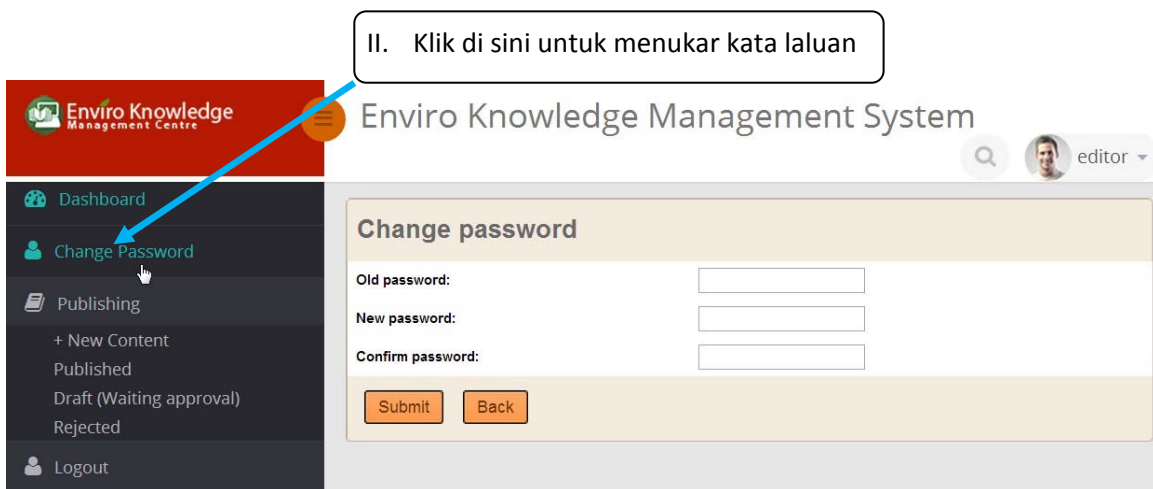 II. Klik di sini untuk menukar kata laluan
Enviro Knowledge
Management Centre
Enviro Knowledge Management System
editor
Dashboard
Change Password
Publishing
+ New Content
Published
Draft (Waiting approval)
Rejected
Logout
Change password
Old password:
New password:
Confirm password:
Submit Back